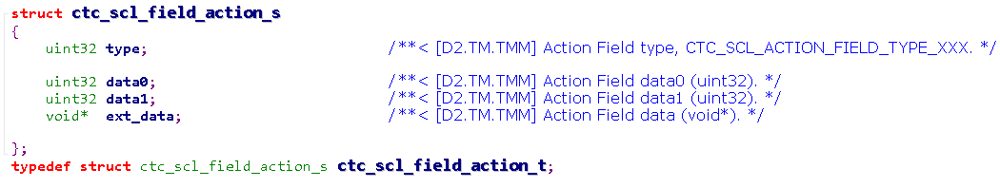 struct ctc_scl_field_action_s
{
    uint32 type;                                /**< [D2.TM.TMM] Action Field type, CTC_SCL_ACTION_FIELD_TYPE_XXX. */
    uint32 data0;                               /**< [D2.TM.TMM] Action Field data0 (uint32). */
    uint32 data1;                               /**< [D2.TM.TMM] Action Field data1 (uint32). */
    void*  ext_data;                            /**< [D2.TM.TMM] Action Field data (void*). */
};
typedef struct ctc_scl_field_action_s ctc_scl_field_action_t;